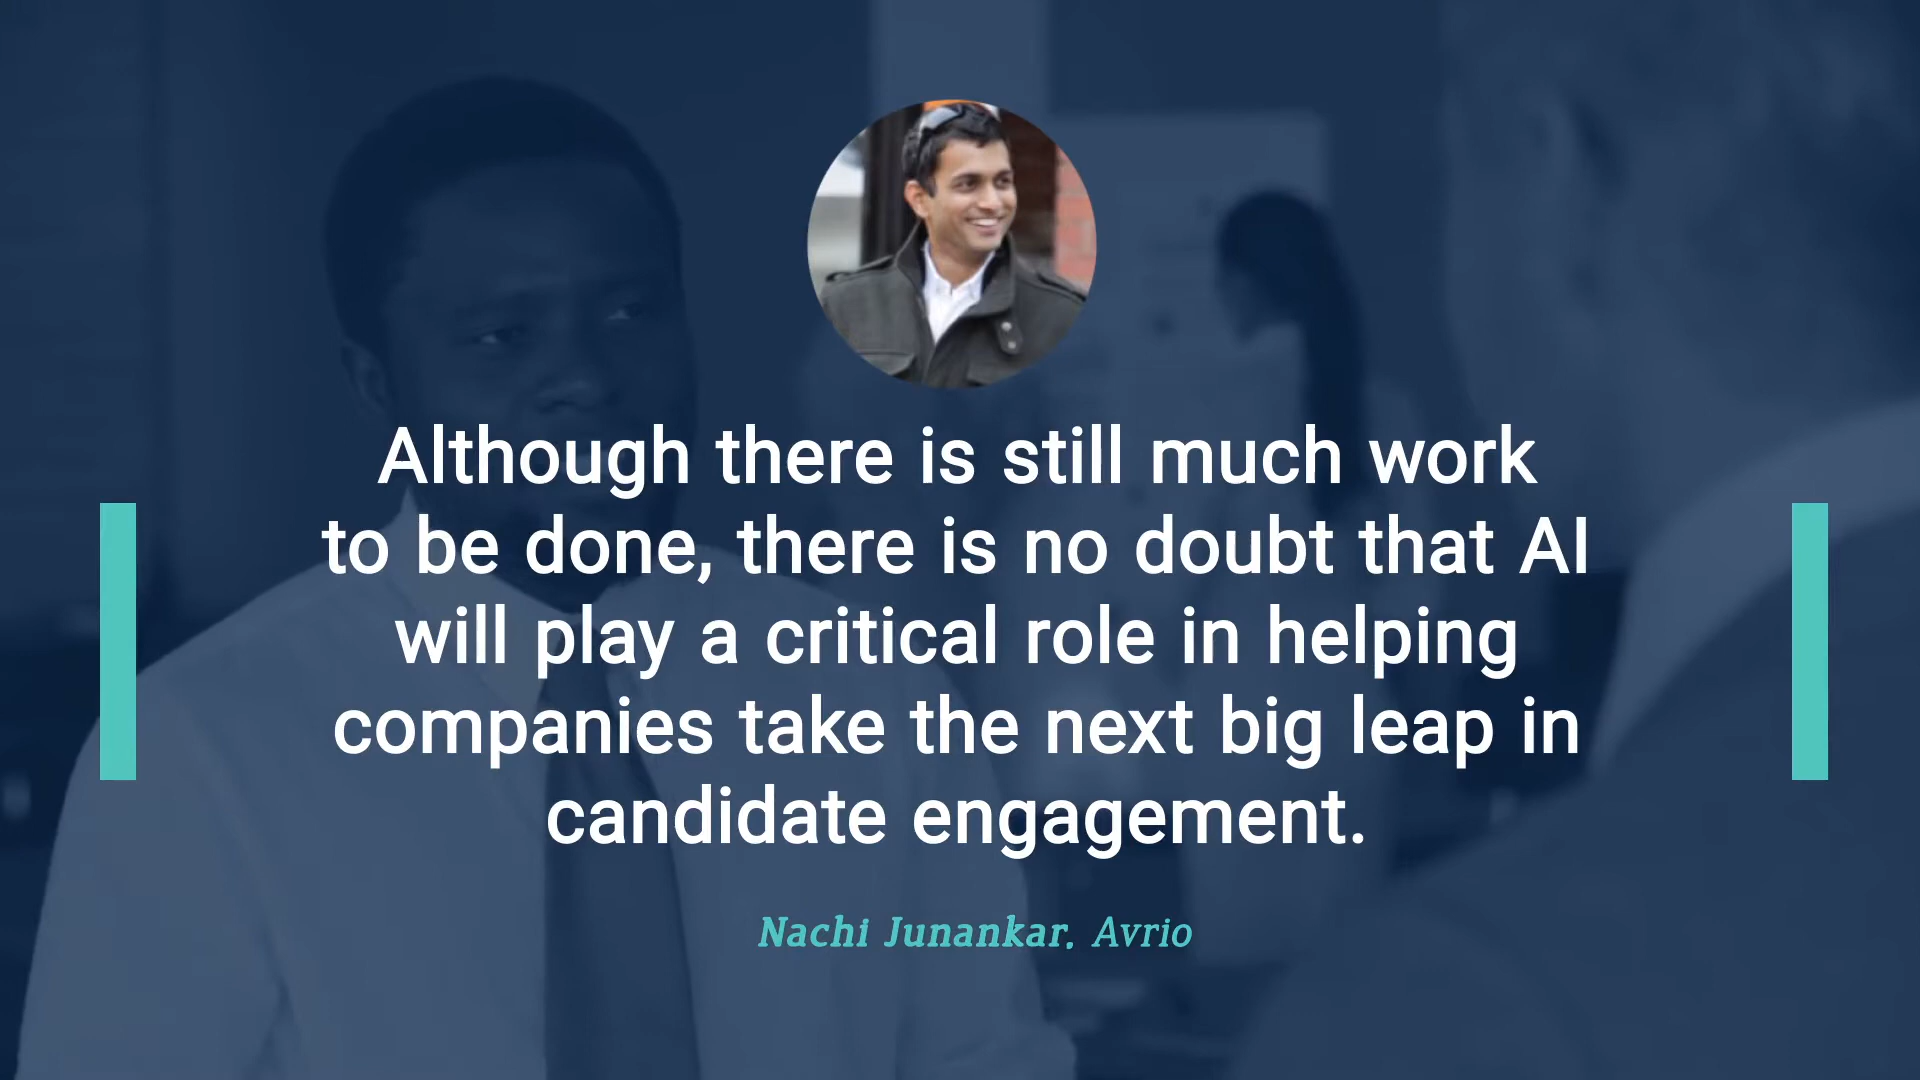 Although there is still much work
to be done, there is no doubt that AI
will play a critical role in helping
companies take the next big leap in
candidate engagement.
Nachi Junankar, Avrio